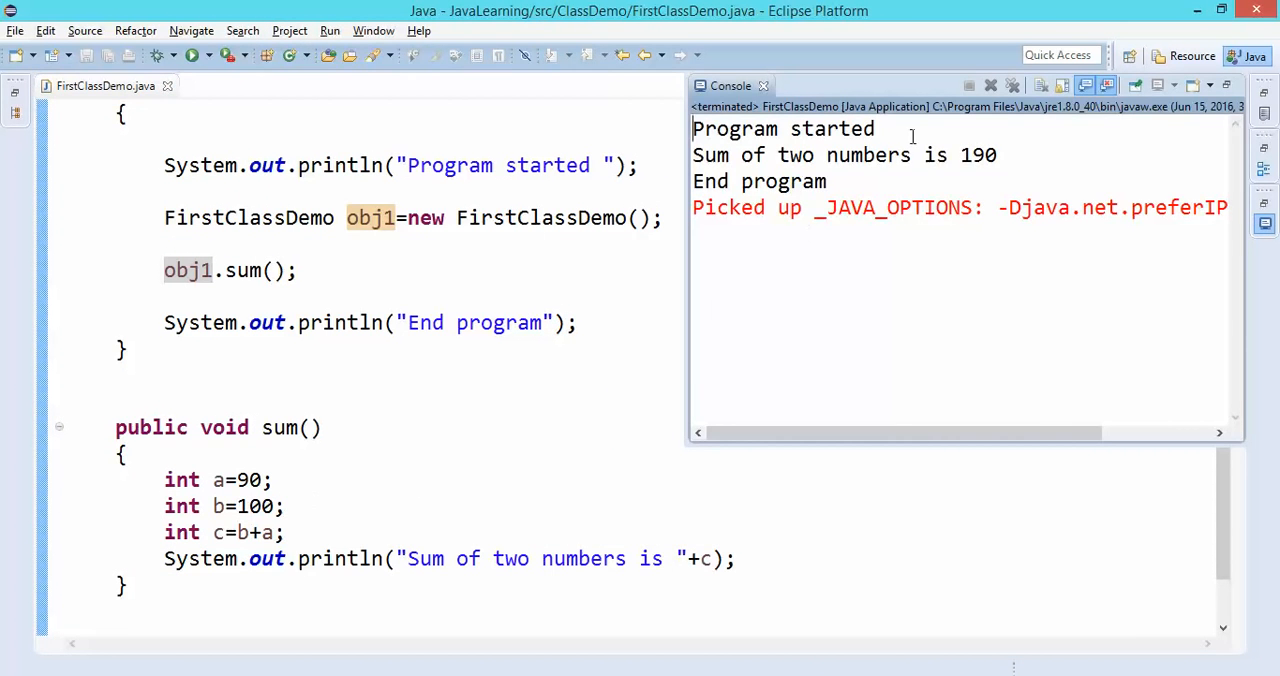 Java - JavaLearning/src/ClassDemo/FirstClassDemo.java - Eclipse Platform
File Edit Source Refactor Navigate Search Project Run Window Help
Quick Access Resource Java
FirstClassDemo.java
{
System.out.println("Program started ");
FirstClassDemo obj1=new FirstClassDemo();
obj1.sum();
System.out.println("End program");
}
public void sum()
{
int a=90;
int b=100;
int c=b+a;
System.out.println("Sum of two numbers is "+c);
}
Console
<terminated> FirstClassDemo [Java Application] C:\Program Files\Java\jre1.8.0_40\bin\javaw.exe (Jun 15, 2016, 3
Program started
Sum of two numbers is 190
End program
Picked up _JAVA_OPTIONS: -Djava.net.preferIP